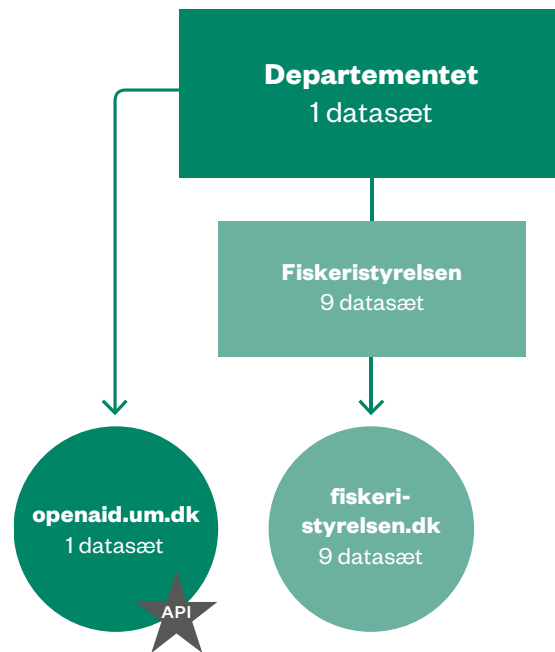 Departementet
1 datasæt
Fiskeristyrelsen
9 datasæt
openaid.um.dk
1 datasæt
API
fiskeri-
styrelsen.dk
9 datasæt